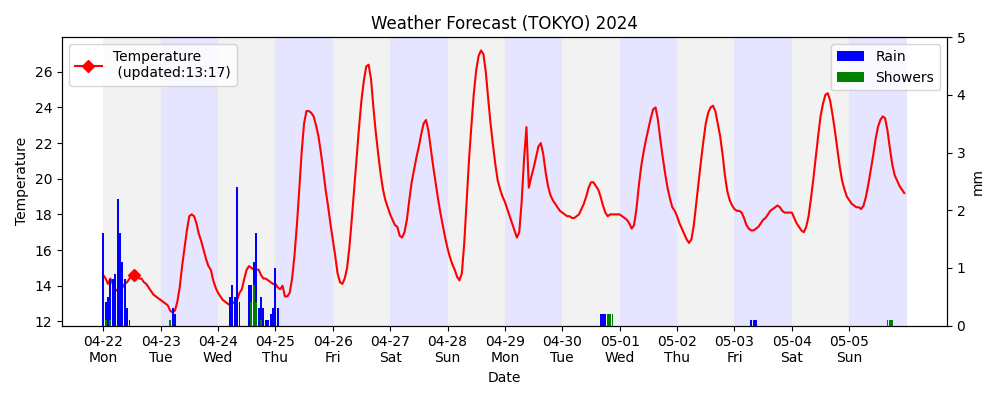 Weather Forecast (TOKYO) 2024
Temperature
(updated:13:17)
Rain
Showers
Temperature
26
24
22
20
18
16
14
12
5
4
3
2
1
0
mm
04-22 04-23 04-24 04-25 04-26 04-27 04-28 04-29 04-30 05-01 05-02 05-03 05-04 05-05
Mon Tue Wed Thu Fri Sat Sun Mon Tue Wed Thu Fri Sat Sun
Date